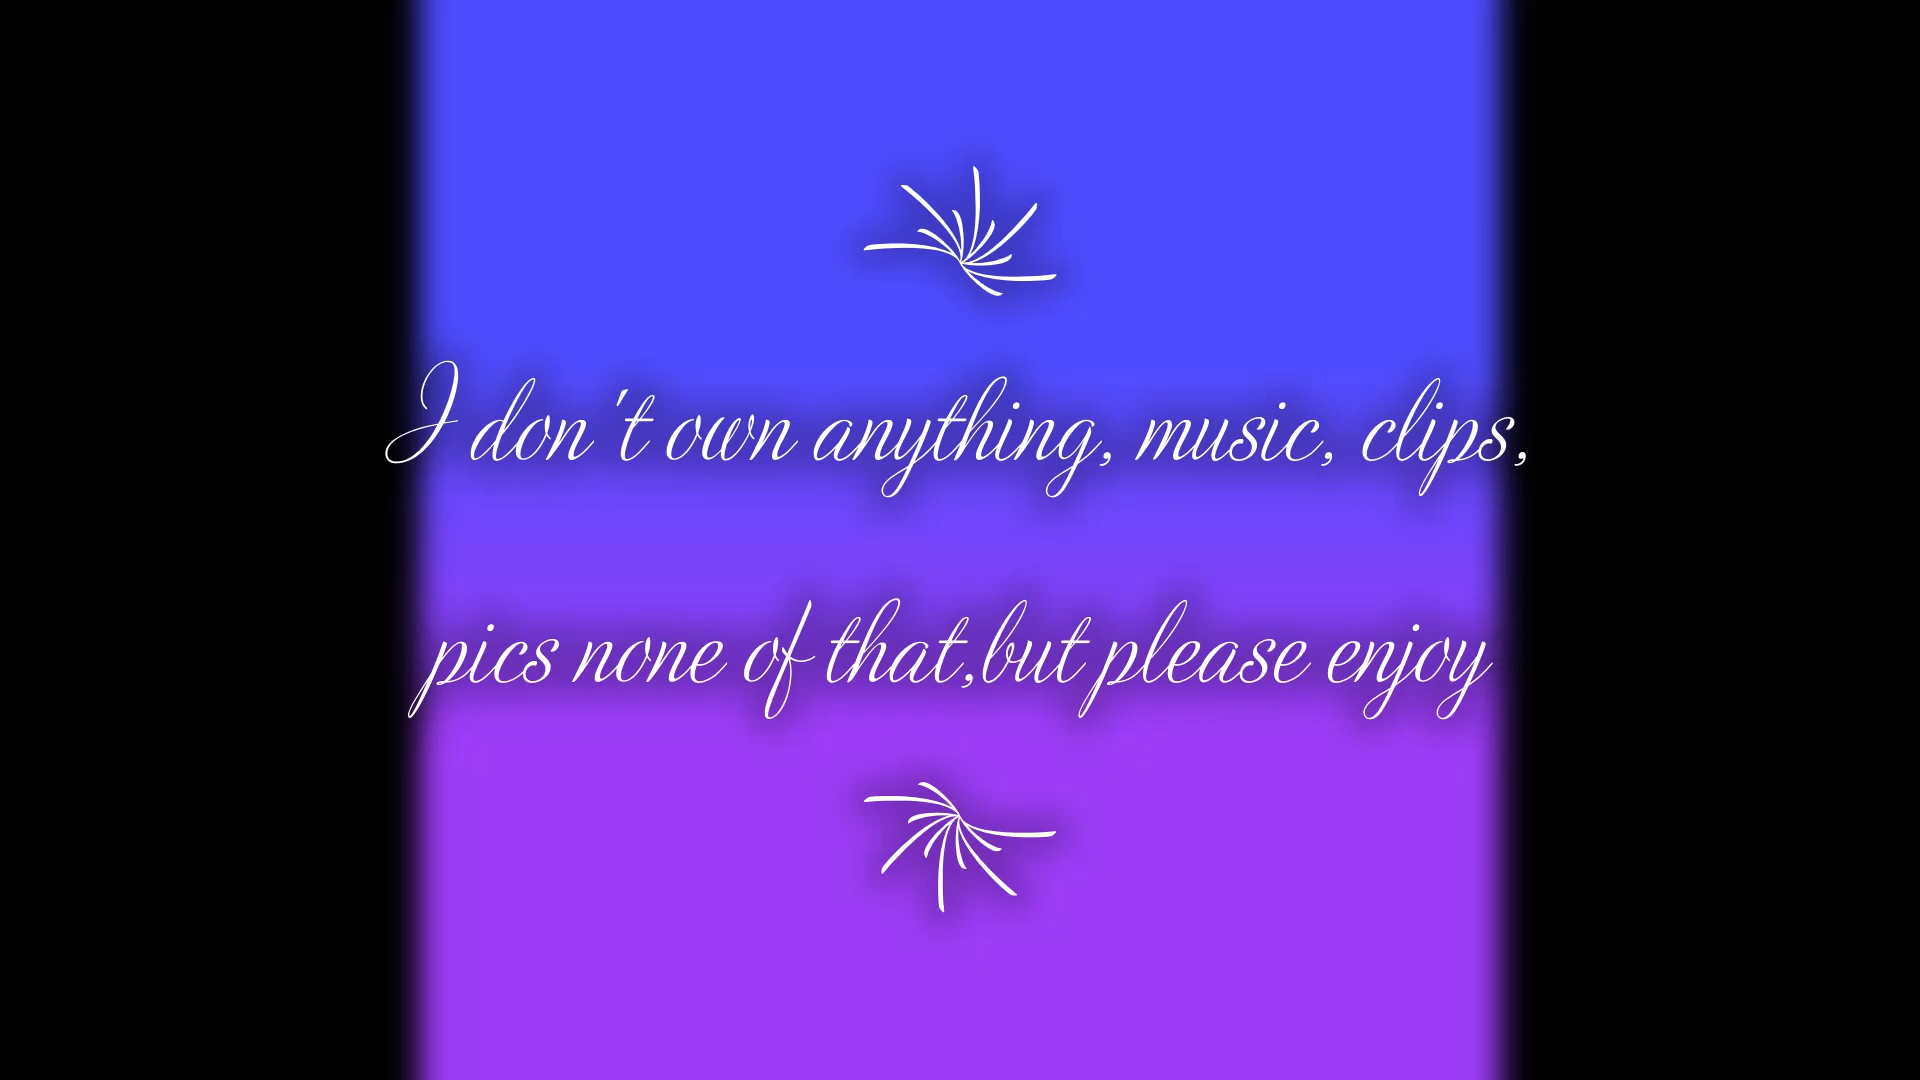 I don't own anything, music, clips,
pics none of that,but please enjoy